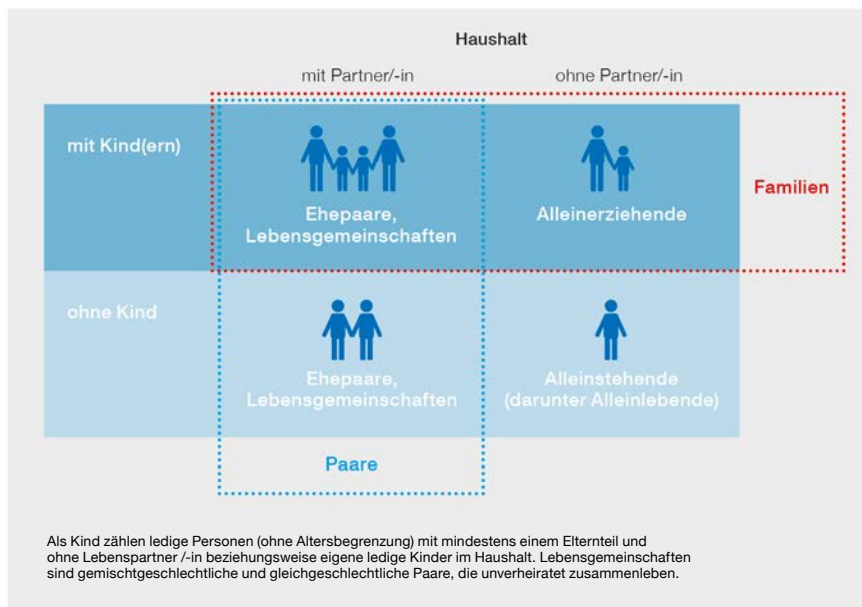 Haushalt
mit Partner/-in
ohne Partner/-in
mit Kind(ern)
Ehepaare,
Lebensgemeinschaften
Alleinerziehende
Familien
ohne Kind
Ehepaare,
Lebensgemeinschaften
Alleinstehende
(darunter Alleinlebende)
Paare
Als Kind zählen ledige Personen (ohne Altersbegrenzung) mit mindestens einem Elternteil und
ohne Lebenspartner /-in beziehungsweise eigene ledige Kinder im Haushalt. Lebensgemeinschaften
sind gemischtgeschlechtliche und gleichgeschlechtliche Paare, die unverheiratet zusammenleben.